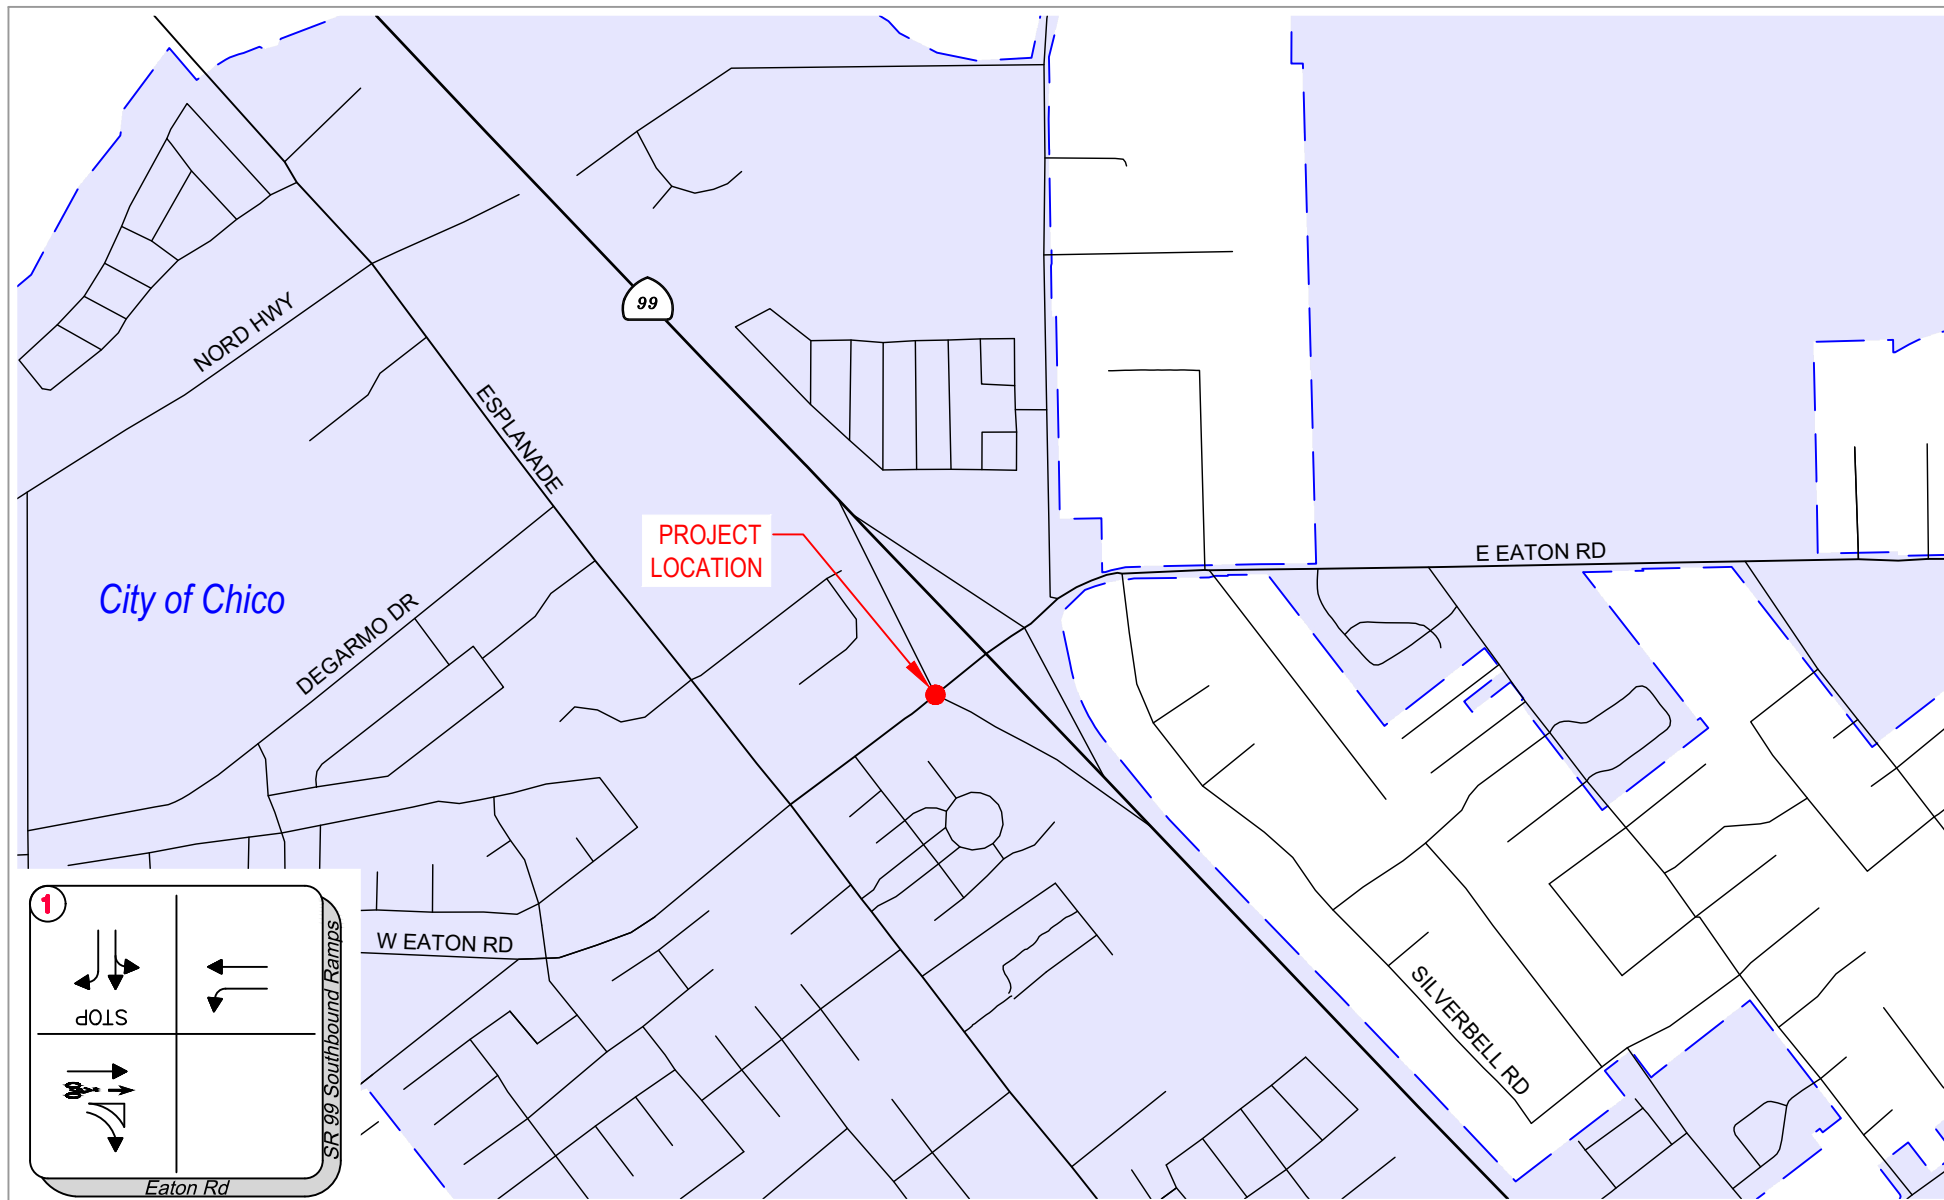 99
NORD HWY
ESPLANADE
PROJECT
LOCATION
E EATON RD
City of Chico
DEGARMO DR
W EATON RD
SILVERBELL RD
1
STOP
SR 99 Southbound Ramps
Eaton Rd